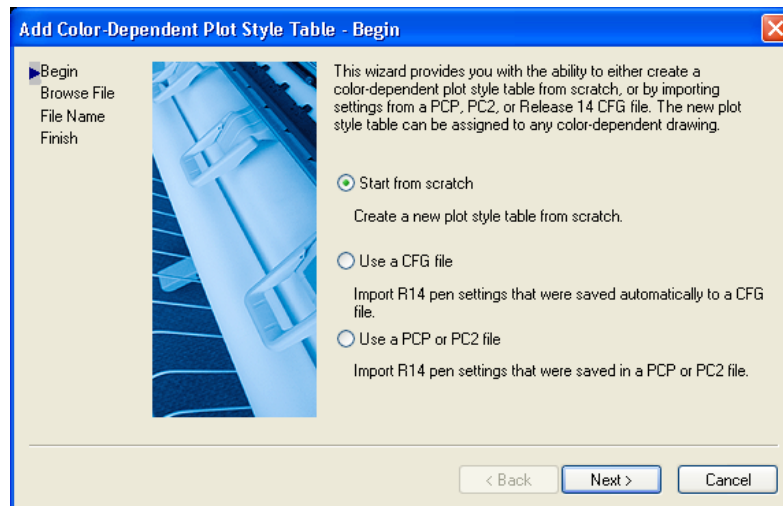 Add Color-Dependent Plot Style Table - Begin
Begin
Browse File
File Name
Finish
This wizard provides you with the ability to either create a
color-dependent plot style table from scratch, or by importing
settings from a PCP, PC2, or Release 14 CFG file. The new plot
style table can be assigned to any color-dependent drawing.
Start from scratch
Create a new plot style table from scratch.
Use a CFG file
Import R14 pen settings that were saved automatically to a CFG
file.
Use a PCP or PC2 file
Import R14 pen settings that were saved in a PCP or PC2 file.
< Back
Next >
Cancel